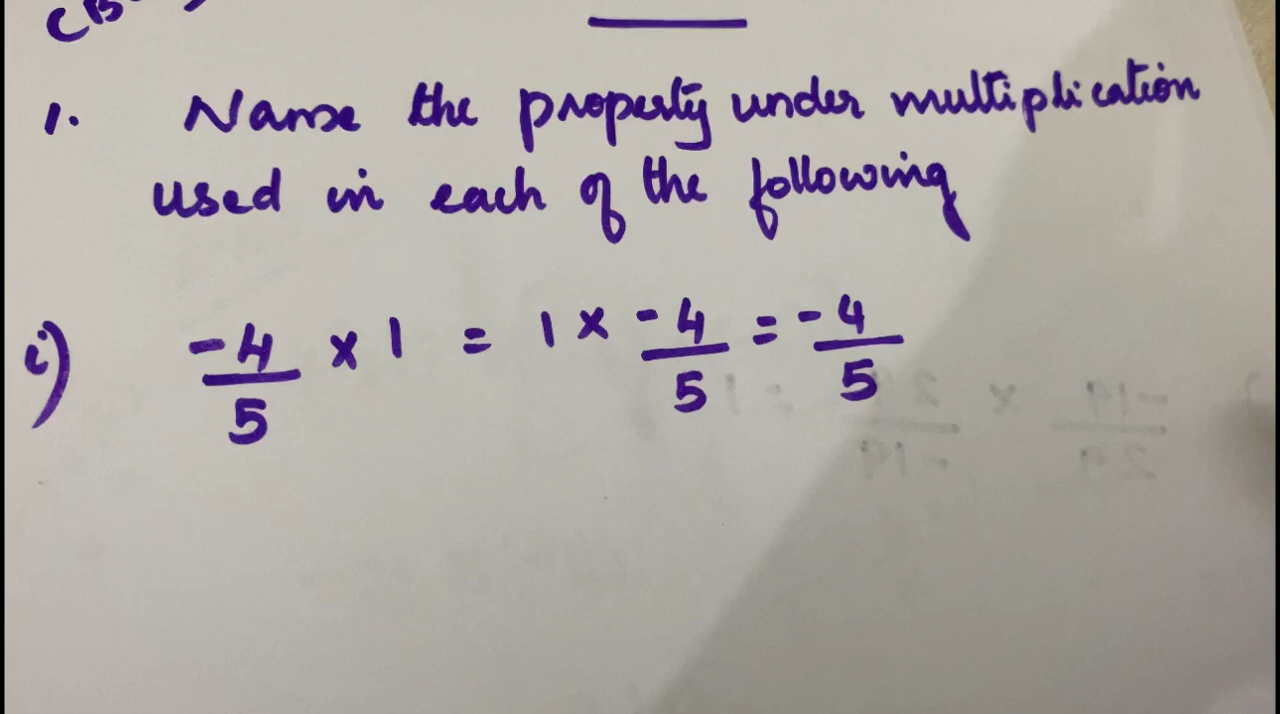 1. Name the property under multiplication
used in each of the following
i) -4/5 × 1 = 1 × -4/5 = -4/5